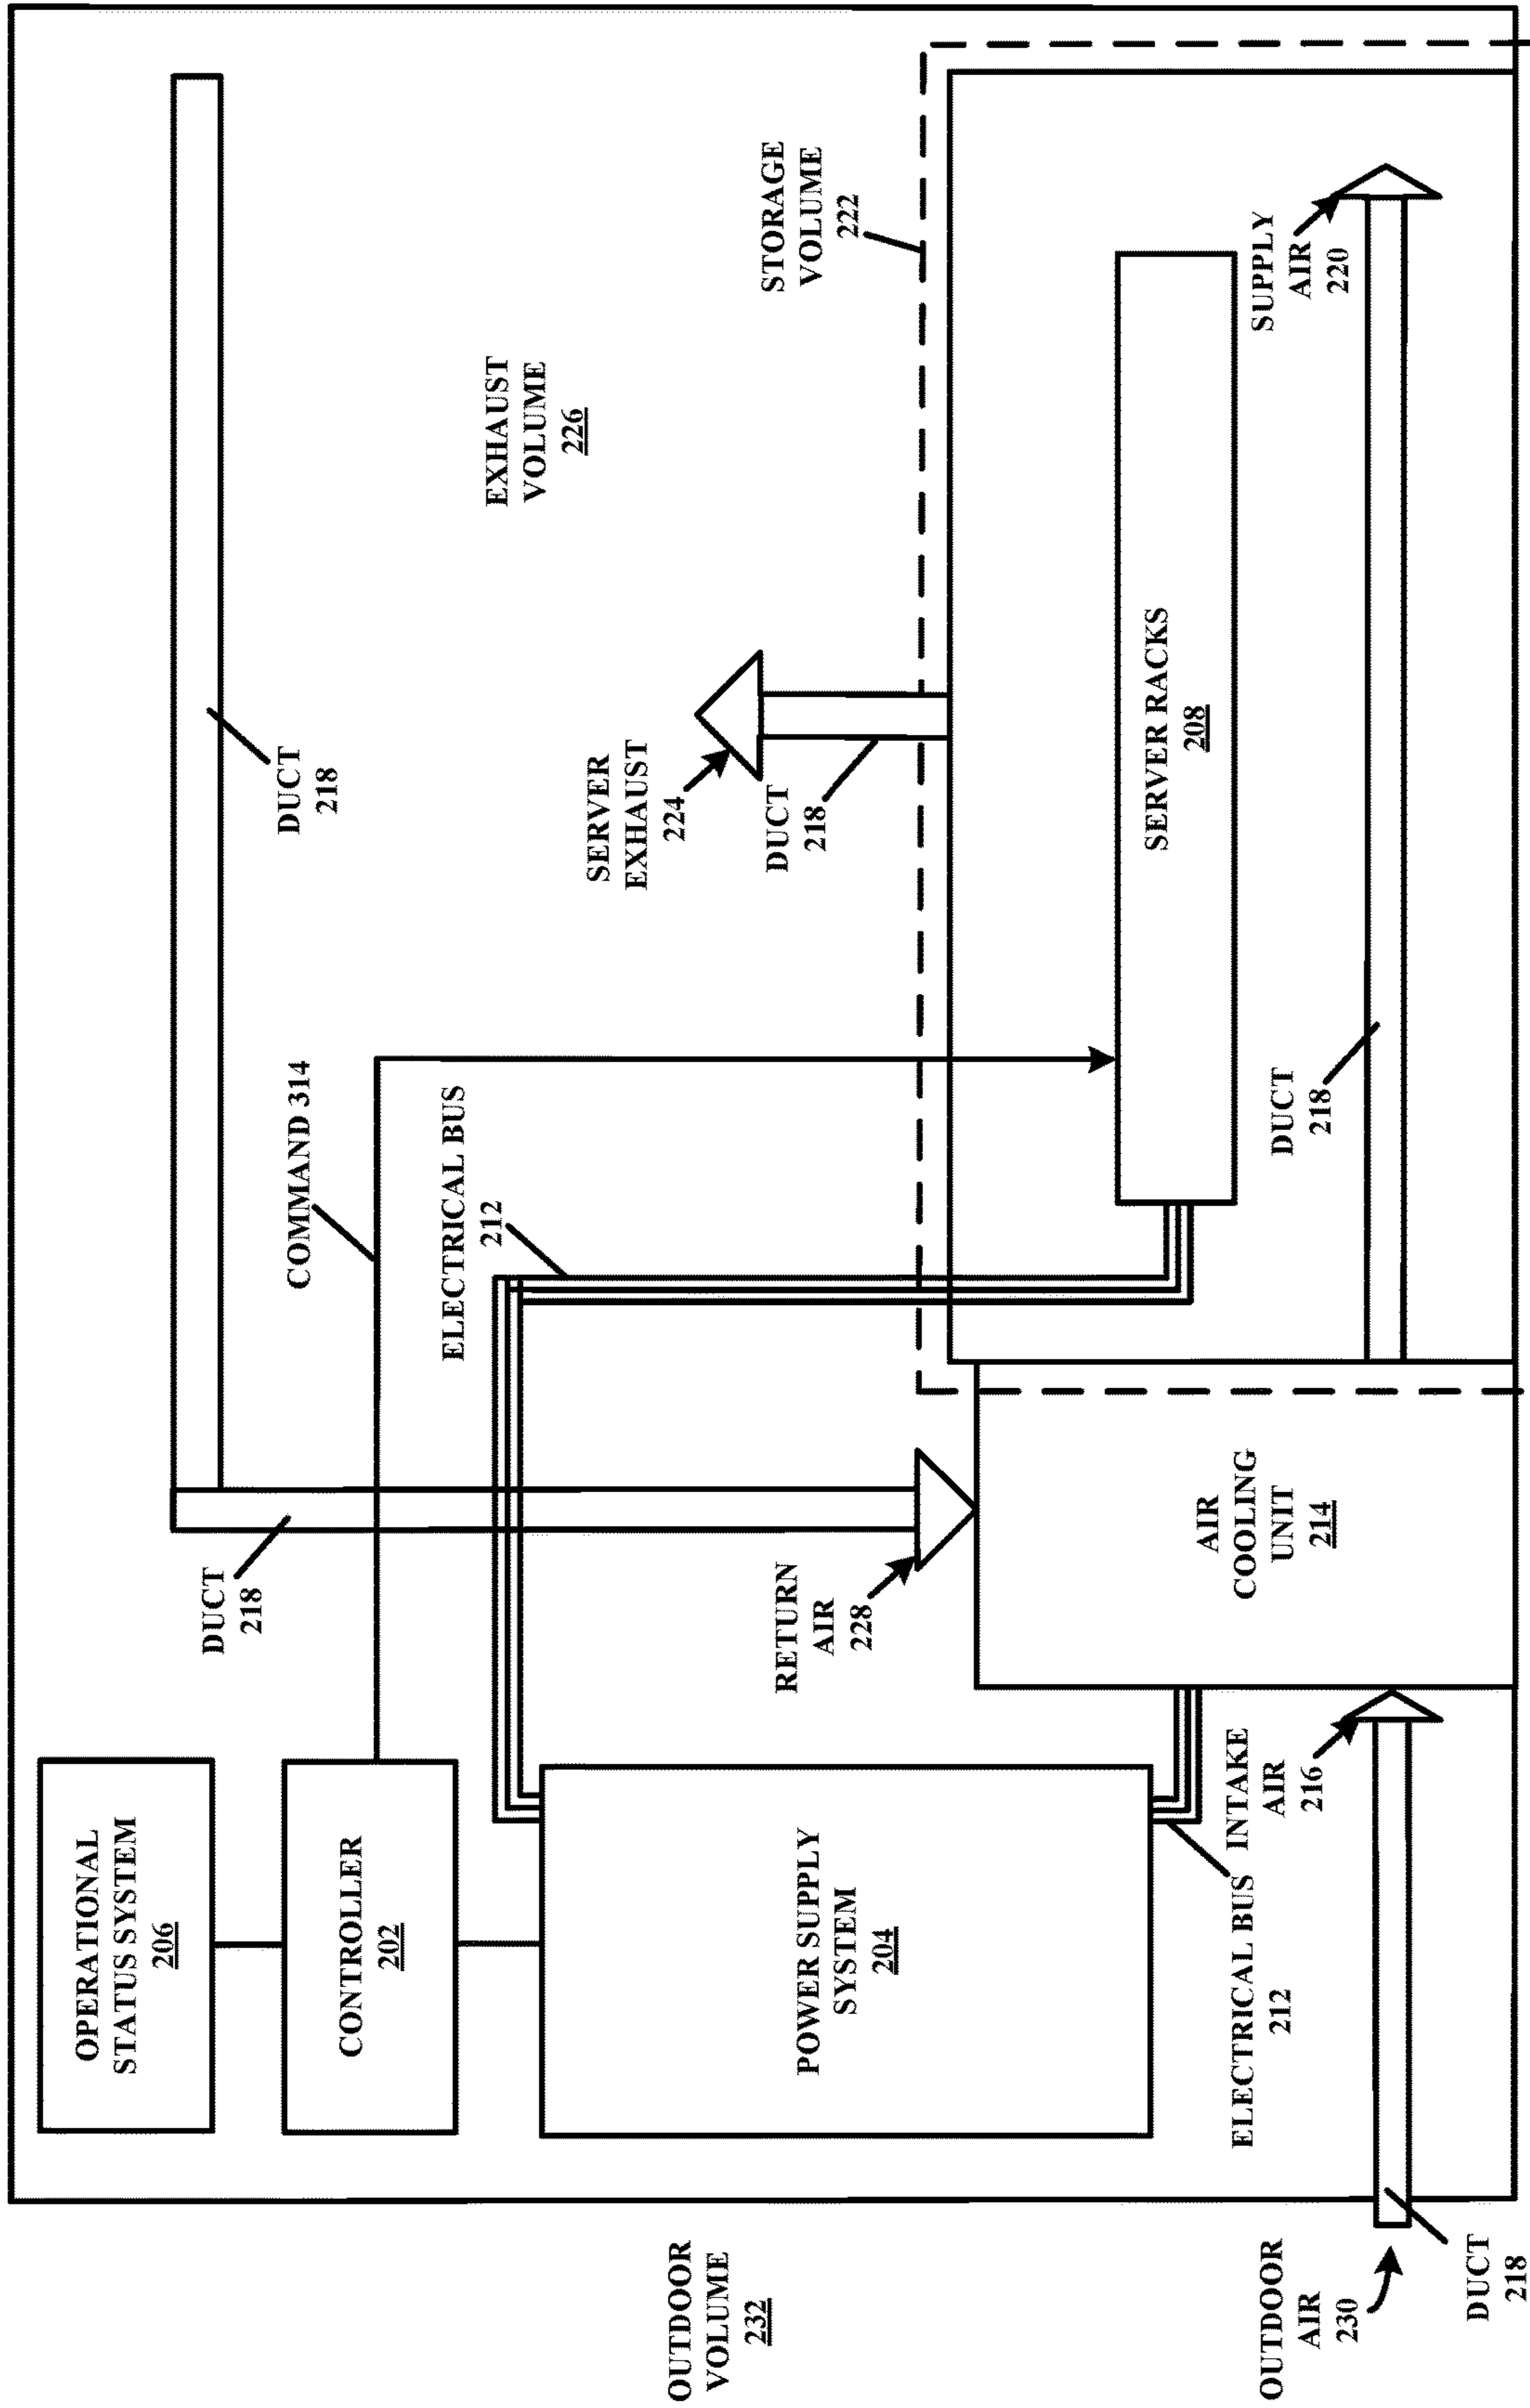 OPERATIONAL
STATUS SYSTEM
206
CONTROLLER
202
POWER SUPPLY
SYSTEM
204
DUCT
218
DUCT
218
COMMAND 314
ELECTRICAL BUS
212
EXHAUST
VOLUME
226
SERVER
EXHAUST
224
DUCT
218
STORAGE
VOLUME
222
RETURN
AIR
228
AIR
COOLING
UNIT
214
SERVER RACKS
208
SUPPLY
AIR
220
DUCT
218
ELECTRICAL BUS
212
INTAKE
AIR
216
OUTDOOR
VOLUME
232
OUTDOOR
AIR
230
DUCT
218